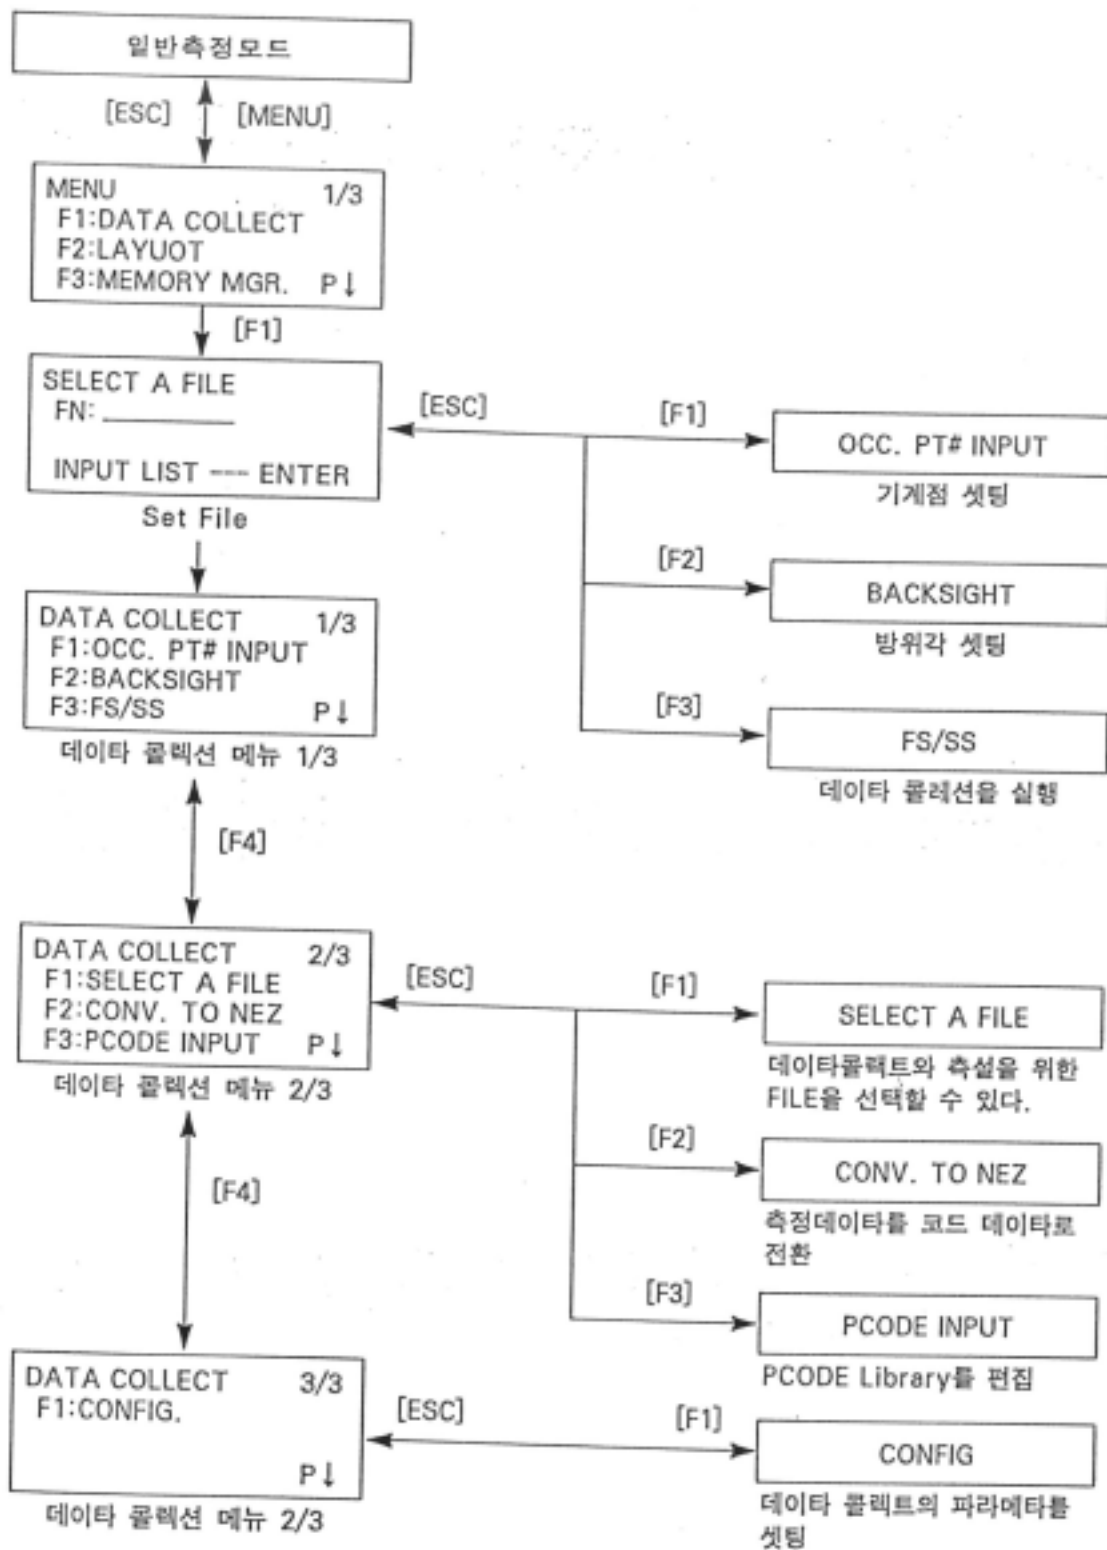 일반측정모드
[ESC] [MENU]
MENU 1/3
F1:DATA COLLECT
F2:LAYUOT
F3:MEMORY MGR. P↓
[F1]
SELECT A FILE
FN: __________
INPUT LIST --- ENTER
Set File
[ESC] [F1]
OCC. PT# INPUT
기계점 셋팅
[F2]
BACKSIGHT
방위각 셋팅
[F3]
FS/SS
데이타 콜레션을 실행
DATA COLLECT 1/3
F1:OCC. PT# INPUT
F2:BACKSIGHT
F3:FS/SS P↓
데이타 콜렉션 메뉴 1/3
[F4]
DATA COLLECT 2/3
F1:SELECT A FILE
F2:CONV. TO NEZ
F3:PCODE INPUT P↓
데이타 콜렉션 메뉴 2/3
[ESC] [F1]
SELECT A FILE
데이타콜랙트와 측설을 위한
FILE을 선택할 수 있다.
[F2]
CONV. TO NEZ
측정데이타를 코드 데이타로
전환
[F3]
PCODE INPUT
PCODE Library를 편집
[F4]
DATA COLLECT 3/3
F1:CONFIG.
P↓
데이타 콜렉션 메뉴 2/3
[ESC] [F1]
CONFIG
데이타 콜렉트의 파라메타를
셋팅